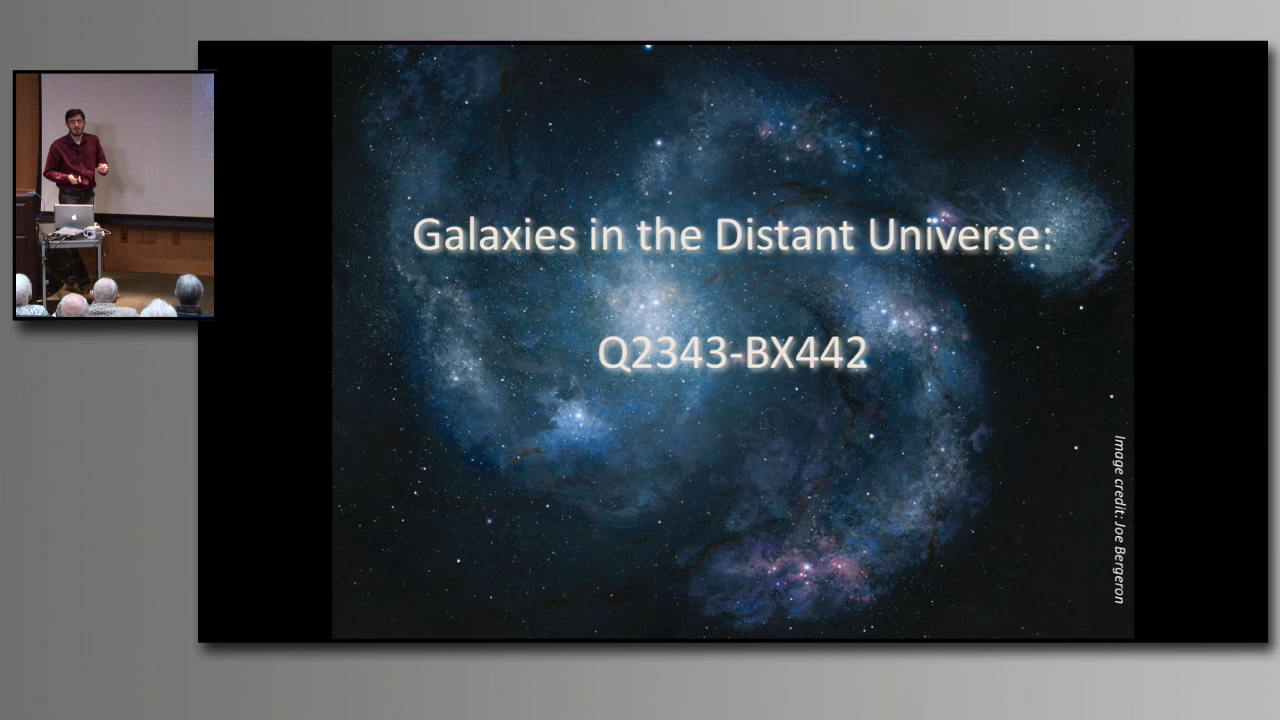 Galaxies in the Distant Universe:
Q2343-BX442
Image credit: Joe Bergeron